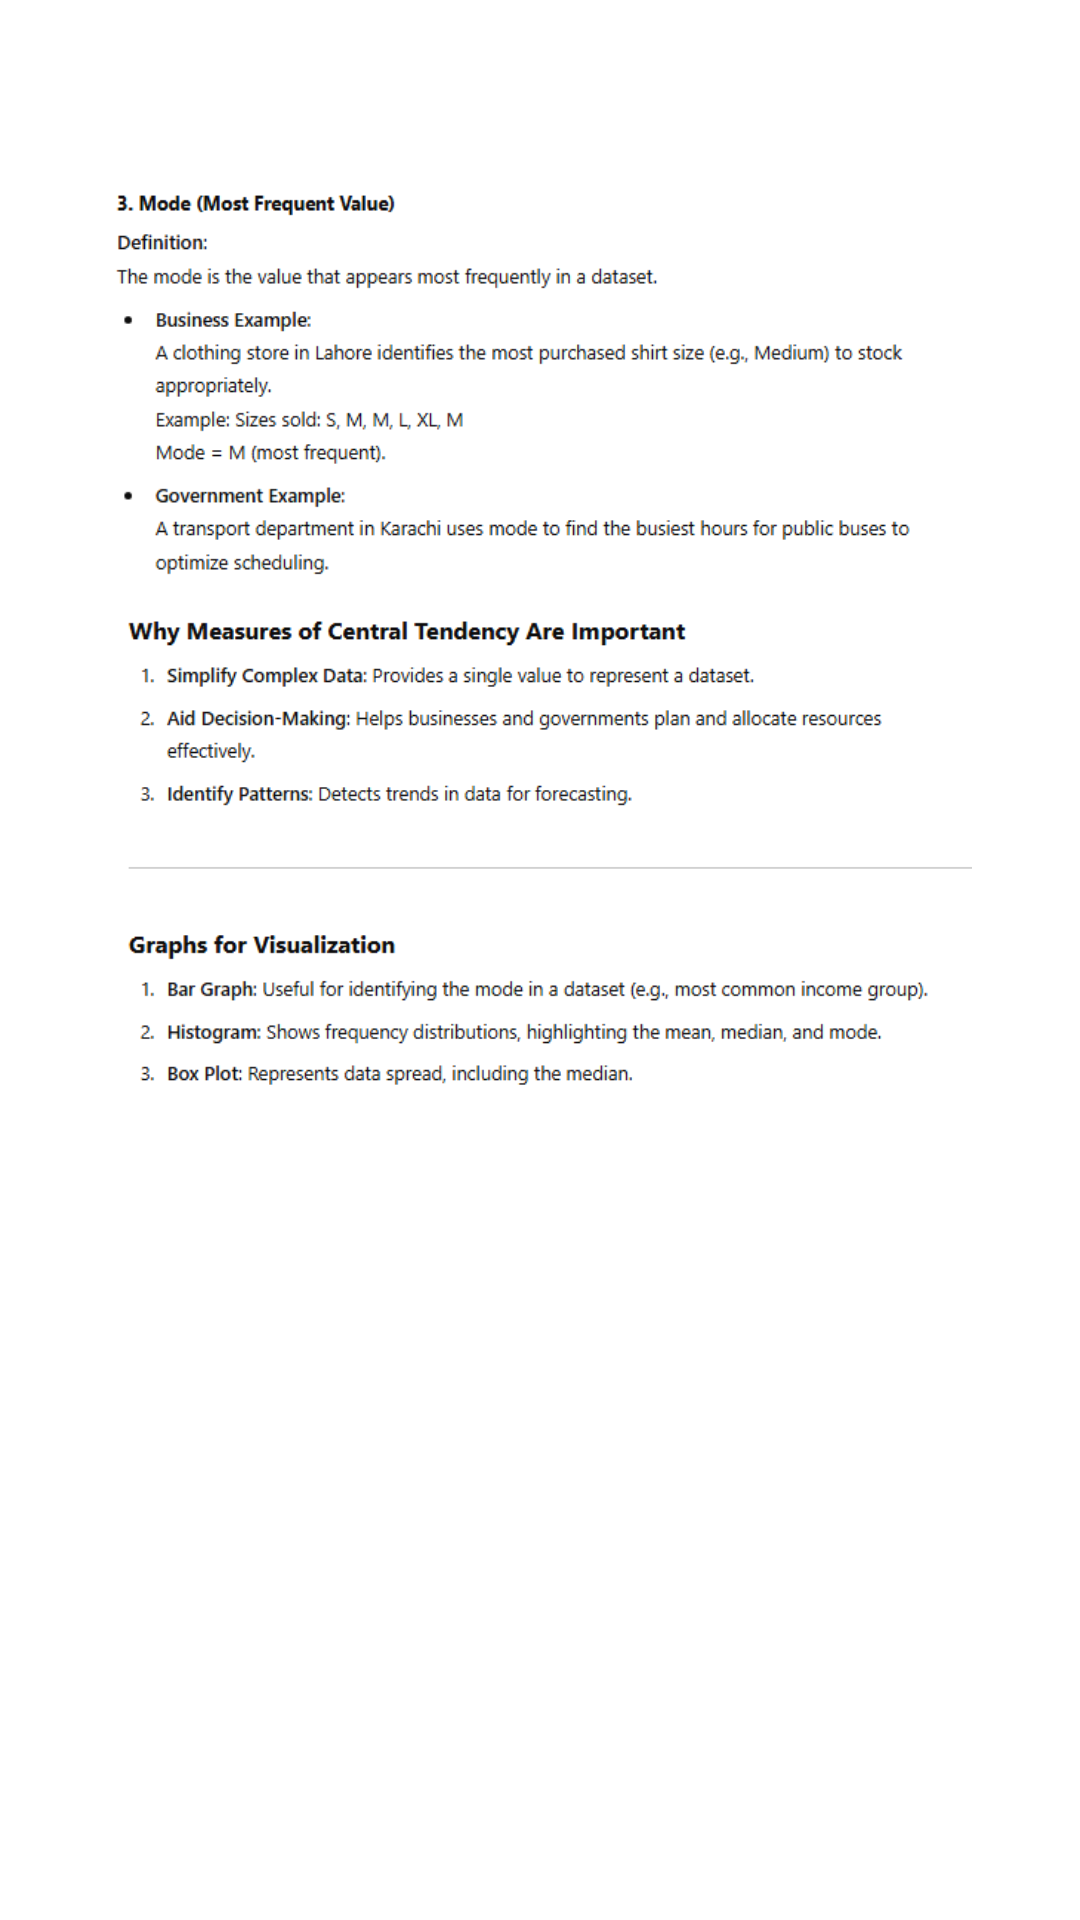 3. Mode (Most Frequent Value)
Definition:
The mode is the value that appears most frequently in a dataset.
• Business Example:
A clothing store in Lahore identifies the most purchased shirt size (e.g., Medium) to stock
appropriately.
Example: Sizes sold: S, M, M, L, XL, M
Mode = M (most frequent).
• Government Example:
A transport department in Karachi uses mode to find the busiest hours for public buses to
optimize scheduling.
Why Measures of Central Tendency Are Important
1. Simplify Complex Data: Provides a single value to represent a dataset.
2. Aid Decision-Making: Helps businesses and governments plan and allocate resources
effectively.
3. Identify Patterns: Detects trends in data for forecasting.
Graphs for Visualization
1. Bar Graph: Useful for identifying the mode in a dataset (e.g., most common income group).
2. Histogram: Shows frequency distributions, highlighting the mean, median, and mode.
3. Box Plot: Represents data spread, including the median.